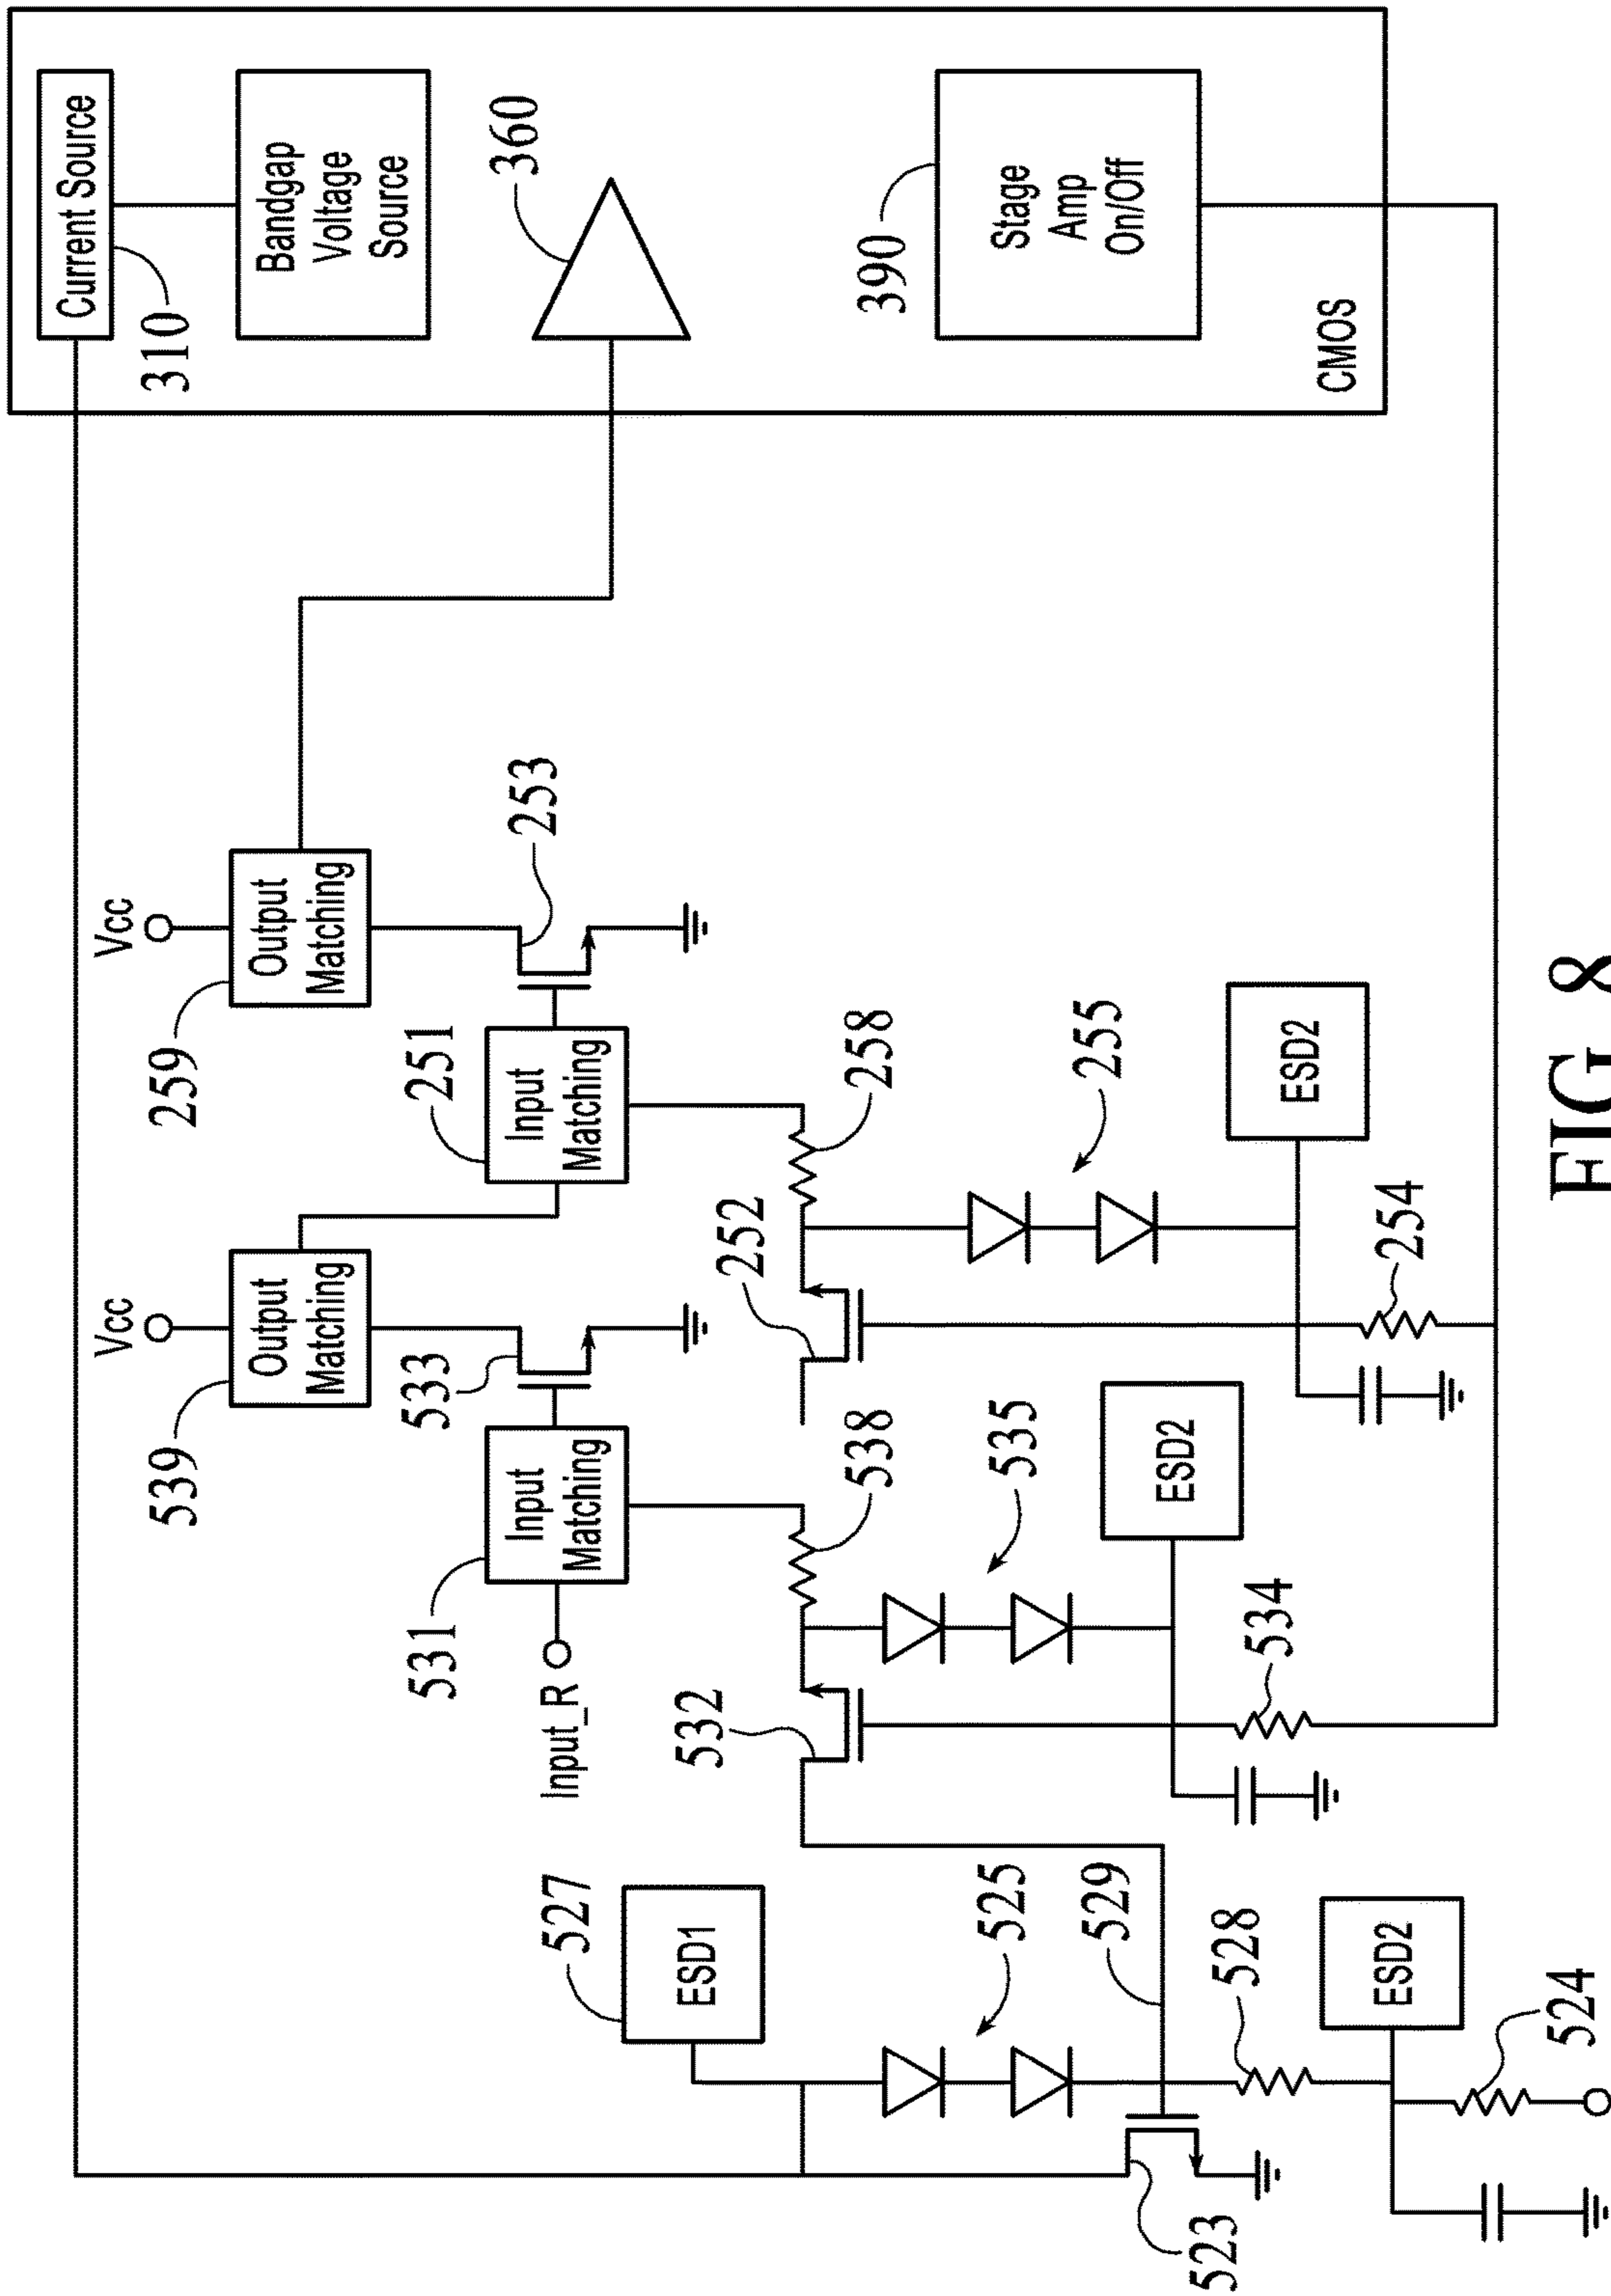 Current Source
310
Bandgap
Voltage
Source
360
390
Stage
Amp
On/Off
CMOS
Vcc
259
Output
Matching
253
251
Input
Matching
258
252
255
ESD2
254
Vcc
539
Output
Matching
533
531
Input
Matching
Input_R
538
532
535
ESD2
534
527
ESD1
525
529
528
523
ESD2
524
FIG 8